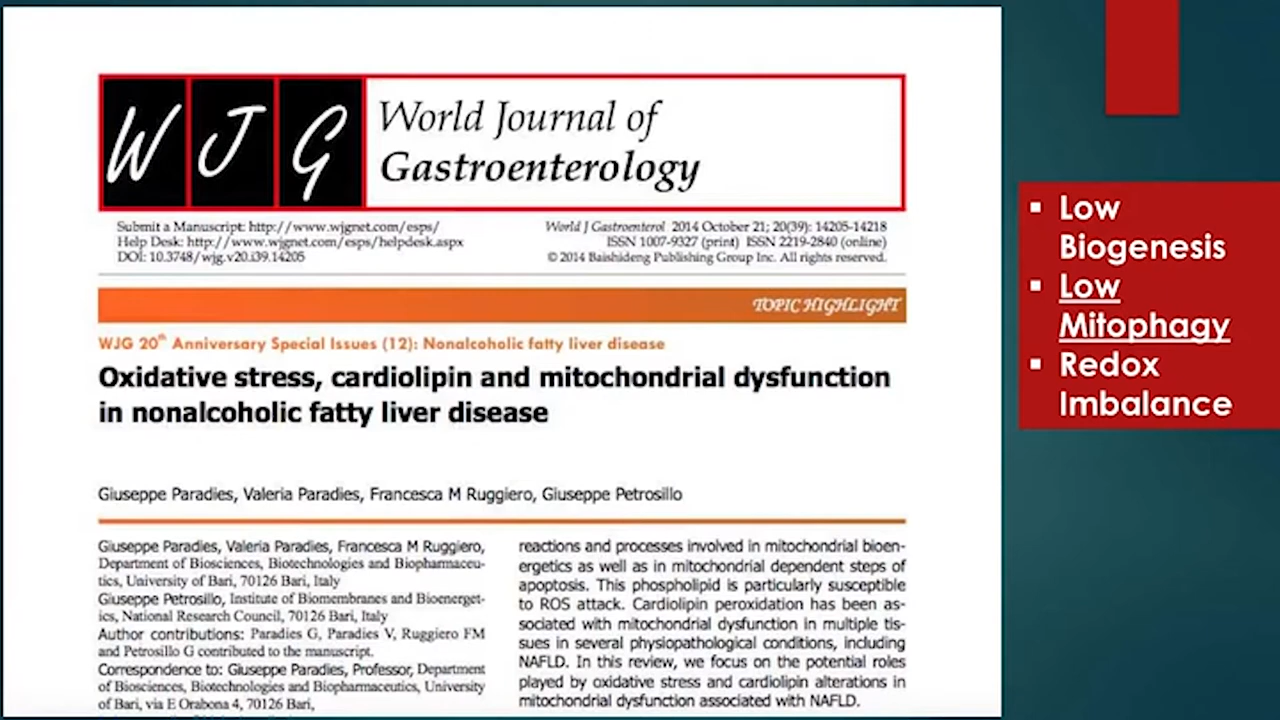 WJG
World Journal of
Gastroenterology
Submit a Manuscript: http://www.wjgnet.com/esps/
Help Desk: http://www.wjgnet.com/esps/helpdesk.aspx
DOI: 10.3748/wjg.v20.i39.14205
World J Gastroenterol 2014 October 21; 20(39): 14205-14218
ISSN 1007-9327 (print) ISSN 2219-2840 (online)
© 2014 Baishideng Publishing Group Inc. All rights reserved.
TOPIC HIGHLIGHT
WJG 20th Anniversary Special Issues (12): Nonalcoholic fatty liver disease
Oxidative stress, cardiolipin and mitochondrial dysfunction
in nonalcoholic fatty liver disease
Giuseppe Paradies, Valeria Paradies, Francesca M Ruggiero, Giuseppe Petrosillo
Giuseppe Paradies, Valeria Paradies, Francesca M Ruggiero,
Department of Biosciences, Biotechnologies and Biopharmaceu-
tics, University of Bari, 70126 Bari, Italy
Giuseppe Petrosillo, Institute of Biomembranes and Bioenerget-
ics, National Research Council, 70126 Bari, Italy
Author contributions: Paradies G, Paradies V, Ruggiero FM
and Petrosillo G contributed to the manuscript.
Correspondence to: Giuseppe Paradies, Professor, Department
of Biosciences, Biotechnologies and Biopharmaceutics, University
of Bari, via E Orabona 4, 70126 Bari,
reactions and processes involved in mitochondrial bioen-
ergetics as well as in mitochondrial dependent steps of
apoptosis. This phospholipid is particularly susceptible
to ROS attack. Cardiolipin peroxidation has been as-
sociated with mitochondrial dysfunction in multiple tis-
sues in several physiopathological conditions, including
NAFLD. In this review, we focus on the potential roles
played by oxidative stress and cardiolipin alterations in
mitochondrial dysfunction associated with NAFLD.
▪ Low
Biogenesis
▪ Low
Mitophagy
▪ Redox
Imbalance